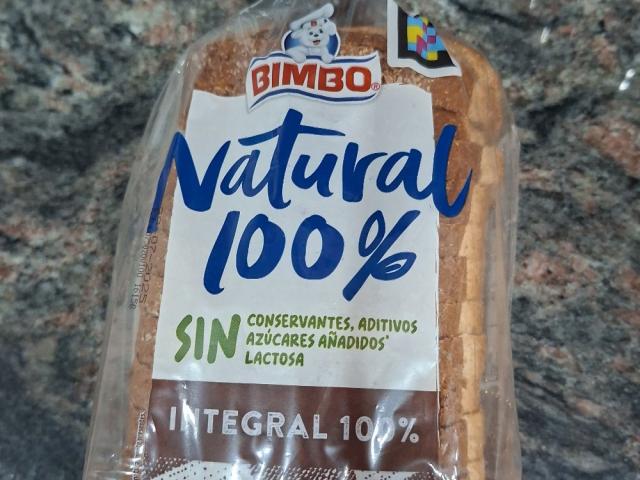 BIMBO®
Natural
100%
SIN CONSERVANTES, ADITIVOS
AZÚCARES AÑADIDOS*
LACTOSA
INTEGRAL 100%